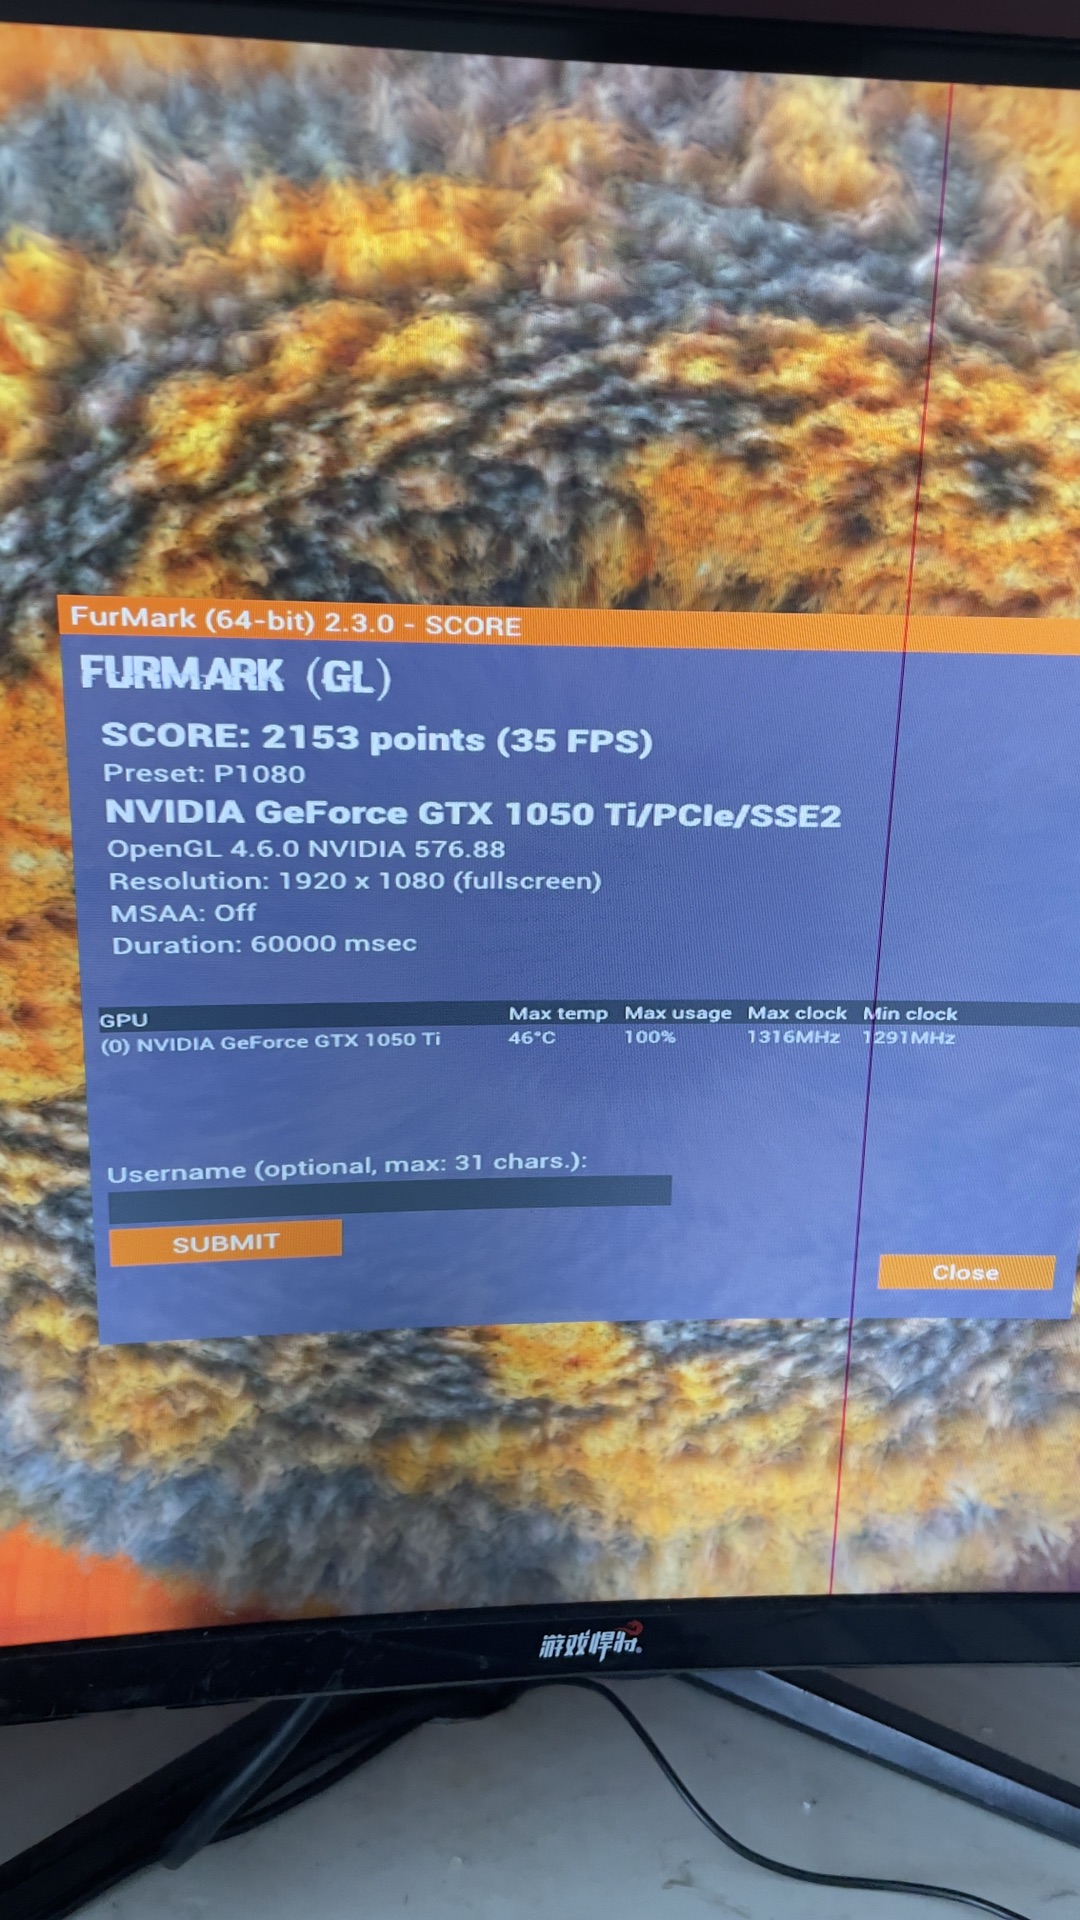 FurMark (64-bit) 2.3.0 - SCORE
FURMARK (GL)
SCORE: 2153 points (35 FPS)
Preset: P1080
NVIDIA GeForce GTX 1050 Ti/PCIe/SSE2
OpenGL 4.6.0 NVIDIA 576.88
Resolution: 1920 x 1080 (fullscreen)
MSAA: Off
Duration: 60000 msec
GPU Max temp Max usage Max clock Min clock
(0) NVIDIA GeForce GTX 1050 Ti 46°C 100% 1316MHz 1291MHz
Username (optional, max: 31 chars.):
SUBMIT
Close
游戏悍将